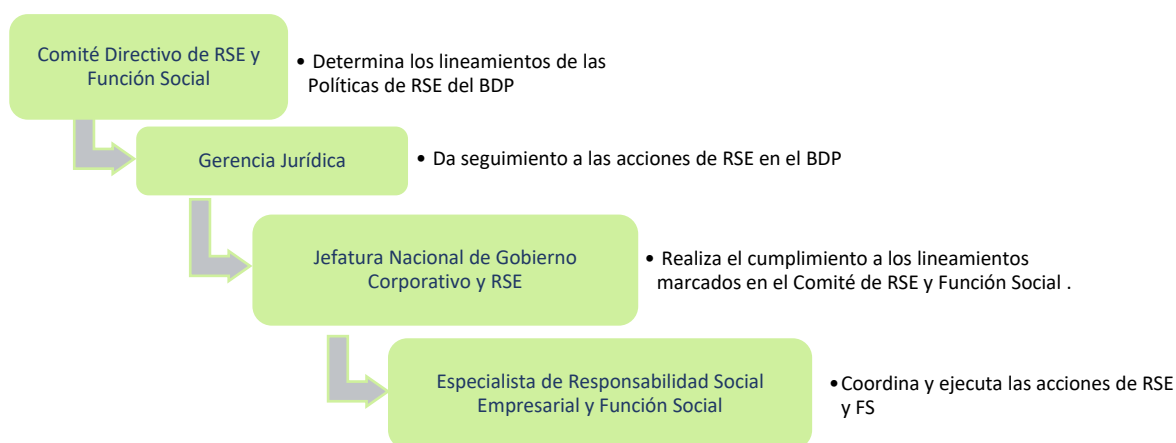 Comité Directivo de RSE y
Función Social
• Determina los lineamientos de las
Políticas de RSE del BDP
Gerencia Jurídica
• Da seguimiento a las acciones de RSE en el BDP
Jefatura Nacional de Gobierno
Corporativo y RSE
• Realiza el cumplimiento a los lineamientos
marcados en el Comité de RSE y Función Social .
Especialista de Responsabilidad Social
Empresarial y Función Social
•Coordina y ejecuta las acciones de RSE
y FS